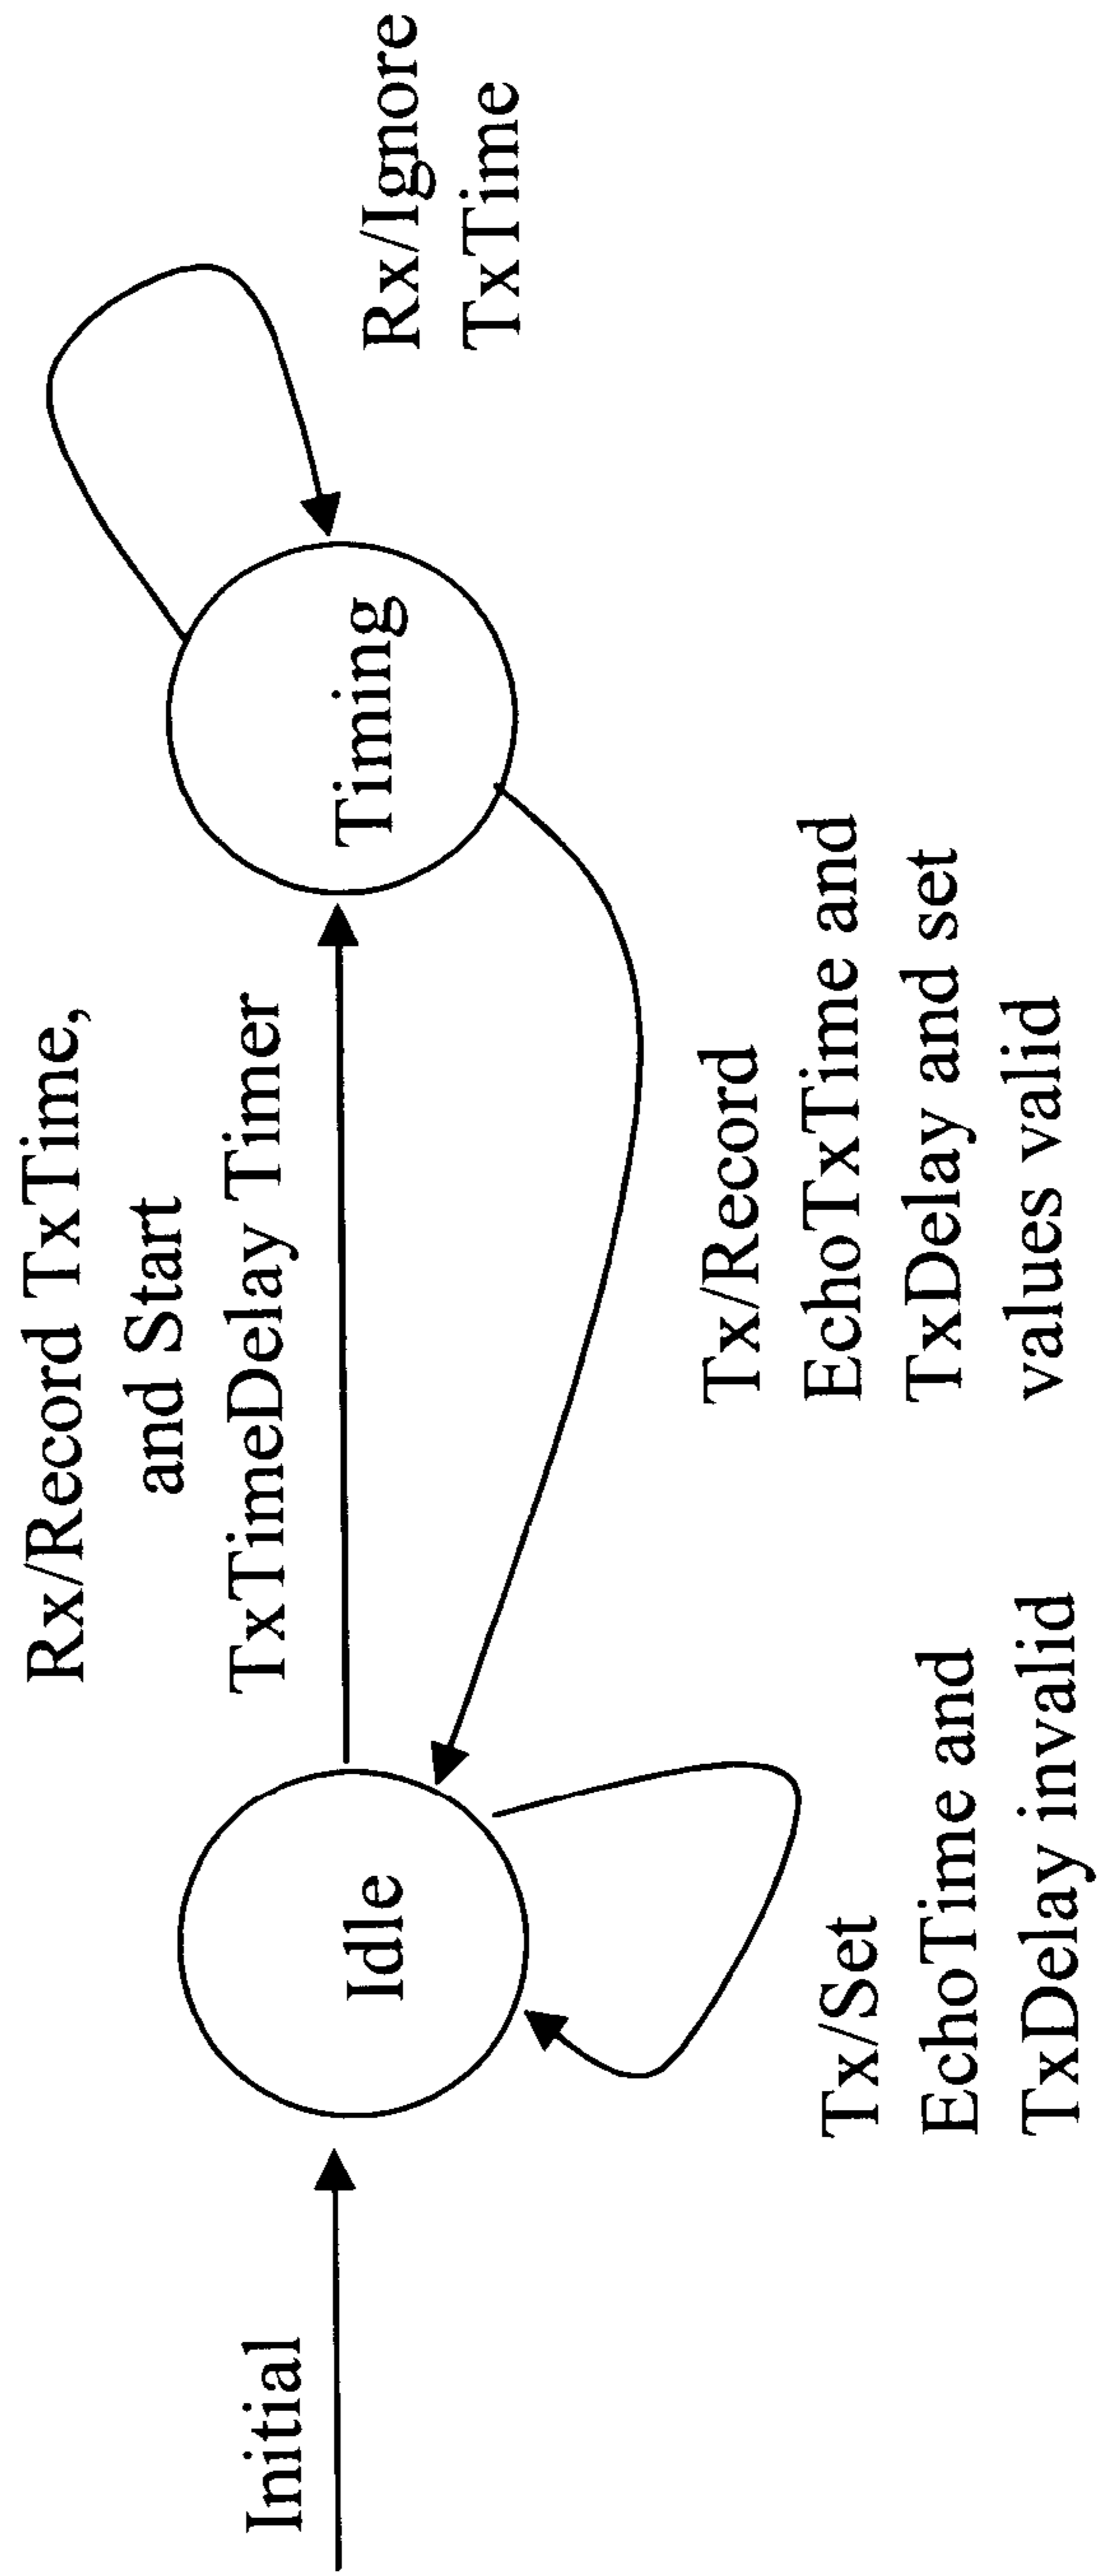 Initial
Idle
Rx/Record TxTime,
and Start
TxTimeDelay Timer
Timing
Rx/Ignore
TxTime
Tx/Set
EchoTime and
TxDelay invalid
Tx/Record
EchoTxTime and
TxDelay and set
values valid